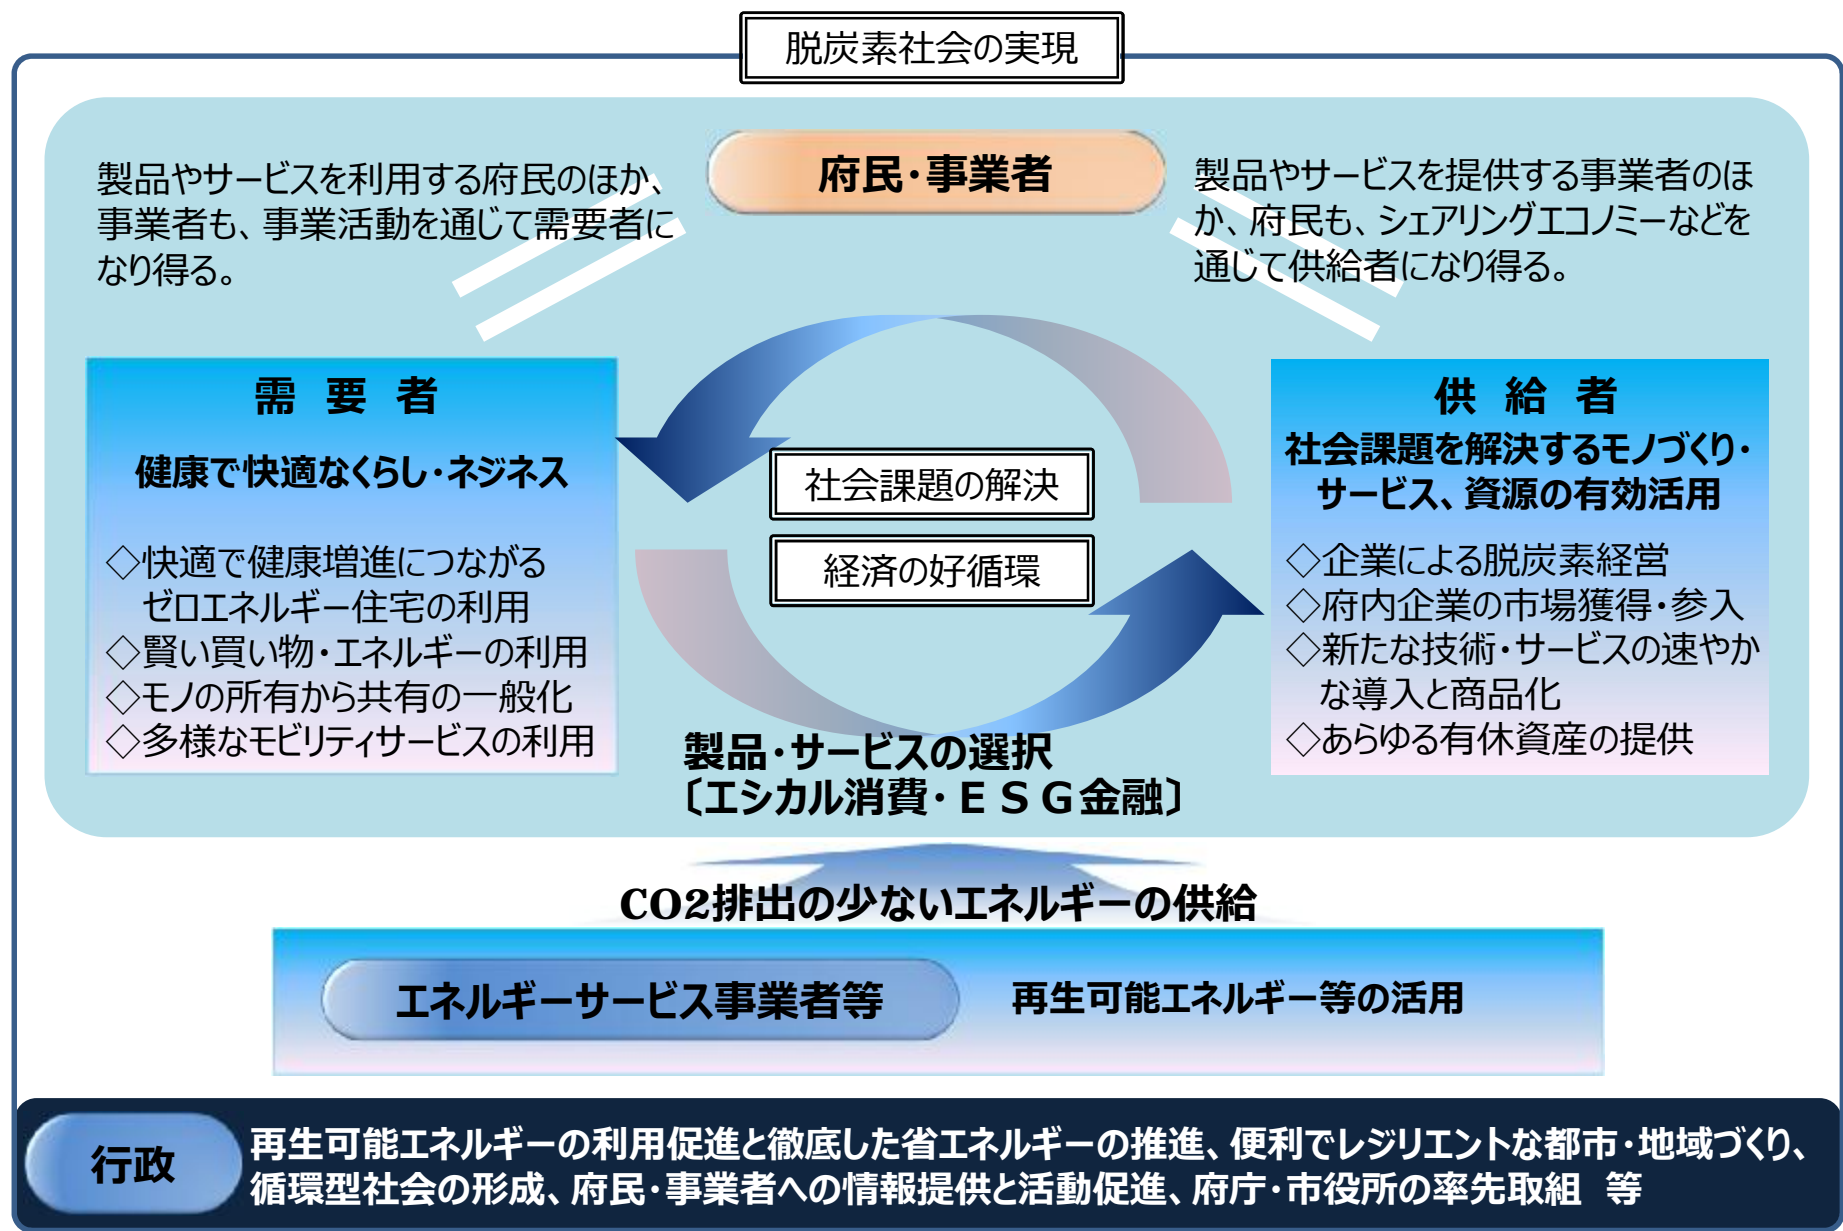 脱炭素社会の実現
府民・事業者
製品やサービスを利用する府民のほか、
事業者も、事業活動を通じて需要者に
なり得る。
製品やサービスを提供する事業者のほ
か、府民も、シェアリングエコノミーなどを
通じて供給者になり得る。
需 要 者
健康で快適なくらし・ネジネス
◇快適で健康増進につながる
ゼロエネルギー住宅の利用
◇賢い買い物・エネルギーの利用
◇モノの所有から共有の一般化
◇多様なモビリティサービスの利用
社会課題の解決
経済の好循環
供 給 者
社会課題を解決するモノづくり・
サービス、資源の有効活用
◇企業による脱炭素経営
◇府内企業の市場獲得・参入
◇新たな技術・サービスの速やか
な導入と商品化
◇あらゆる有休資産の提供
製品・サービスの選択
〔エシカル消費・ＥＳＧ金融〕
CO2排出の少ないエネルギーの供給
エネルギーサービス事業者等
再生可能エネルギー等の活用
行政
再生可能エネルギーの利用促進と徹底した省エネルギーの推進、便利でレジリエントな都市・地域づくり、
循環型社会の形成、府民・事業者への情報提供と活動促進、府庁・市役所の率先取組 等